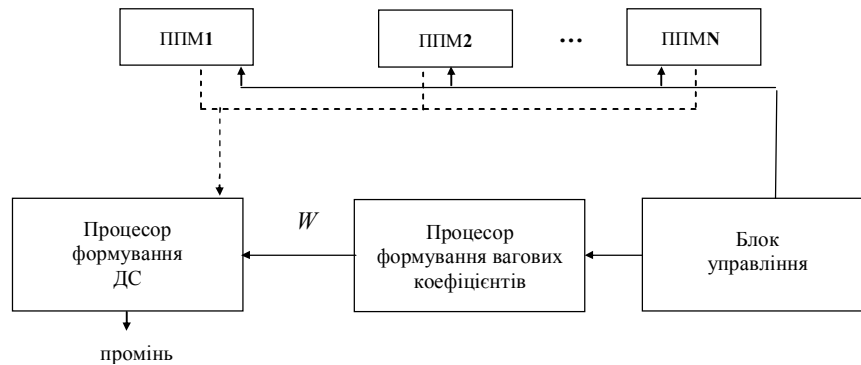 ППМ1
ППМ2
...
ППМN
W
Процесор
формування
ДС
Процесор
формування вагових
коефіцієнтів
Блок
управління
промінь